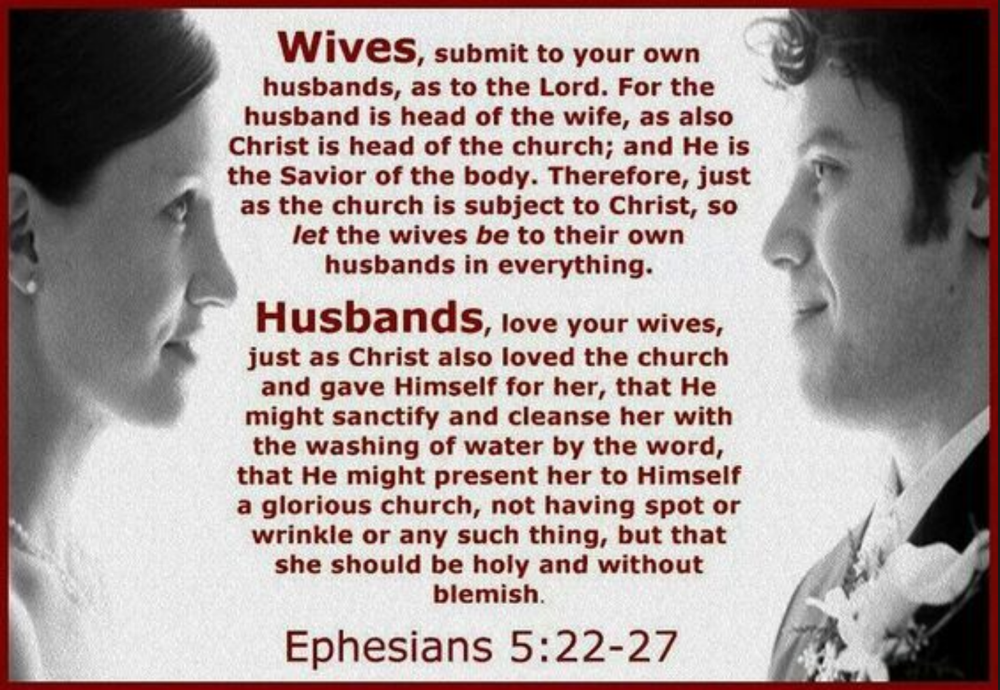 Wives, submit to your own
husbands, as to the Lord. For the
husband is head of the wife, as also
Christ is head of the church; and He is
the Savior of the body. Therefore, just
as the church is subject to Christ, so
let the wives be to their own
husbands in everything.
Husbands, love your wives,
just as Christ also loved the church
and gave Himself for her, that He
might sanctify and cleanse her with
the washing of water by the word,
that He might present her to Himself
a glorious church, not having spot or
wrinkle or any such thing, but that
she should be holy and without
blemish.
Ephesians 5:22-27